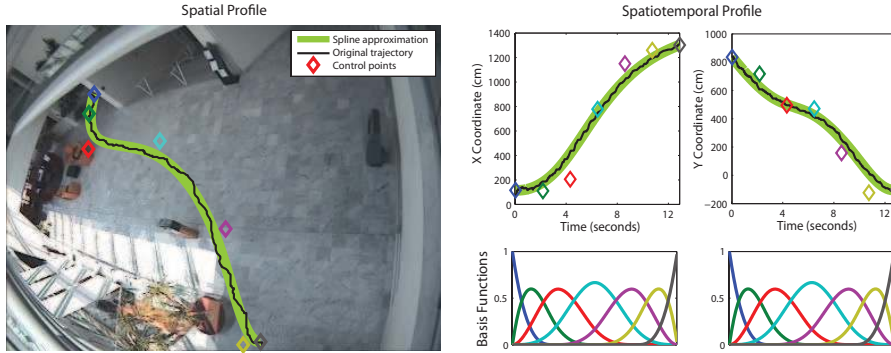 Spatial Profile
Spline approximation
Original trajectory
Control points
Spatiotemporal Profile
X Coordinate (cm)
1400
1200
1000
800
600
400
200
0
0 4 8 12
Time (seconds)
Y Coordinate (cm)
1000
800
600
400
200
0
−200
0 4 8 12
Time (seconds)
Basis Functions
1
0.5
0
1
0.5
0